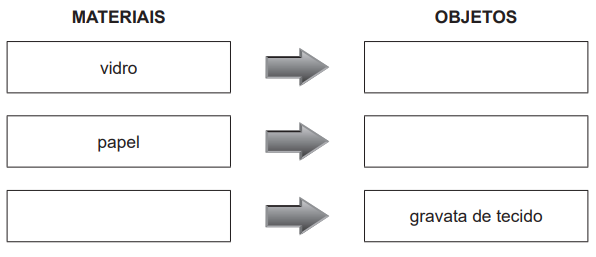 MATERIAIS
OBJETOS
vidro
papel
gravata de tecido